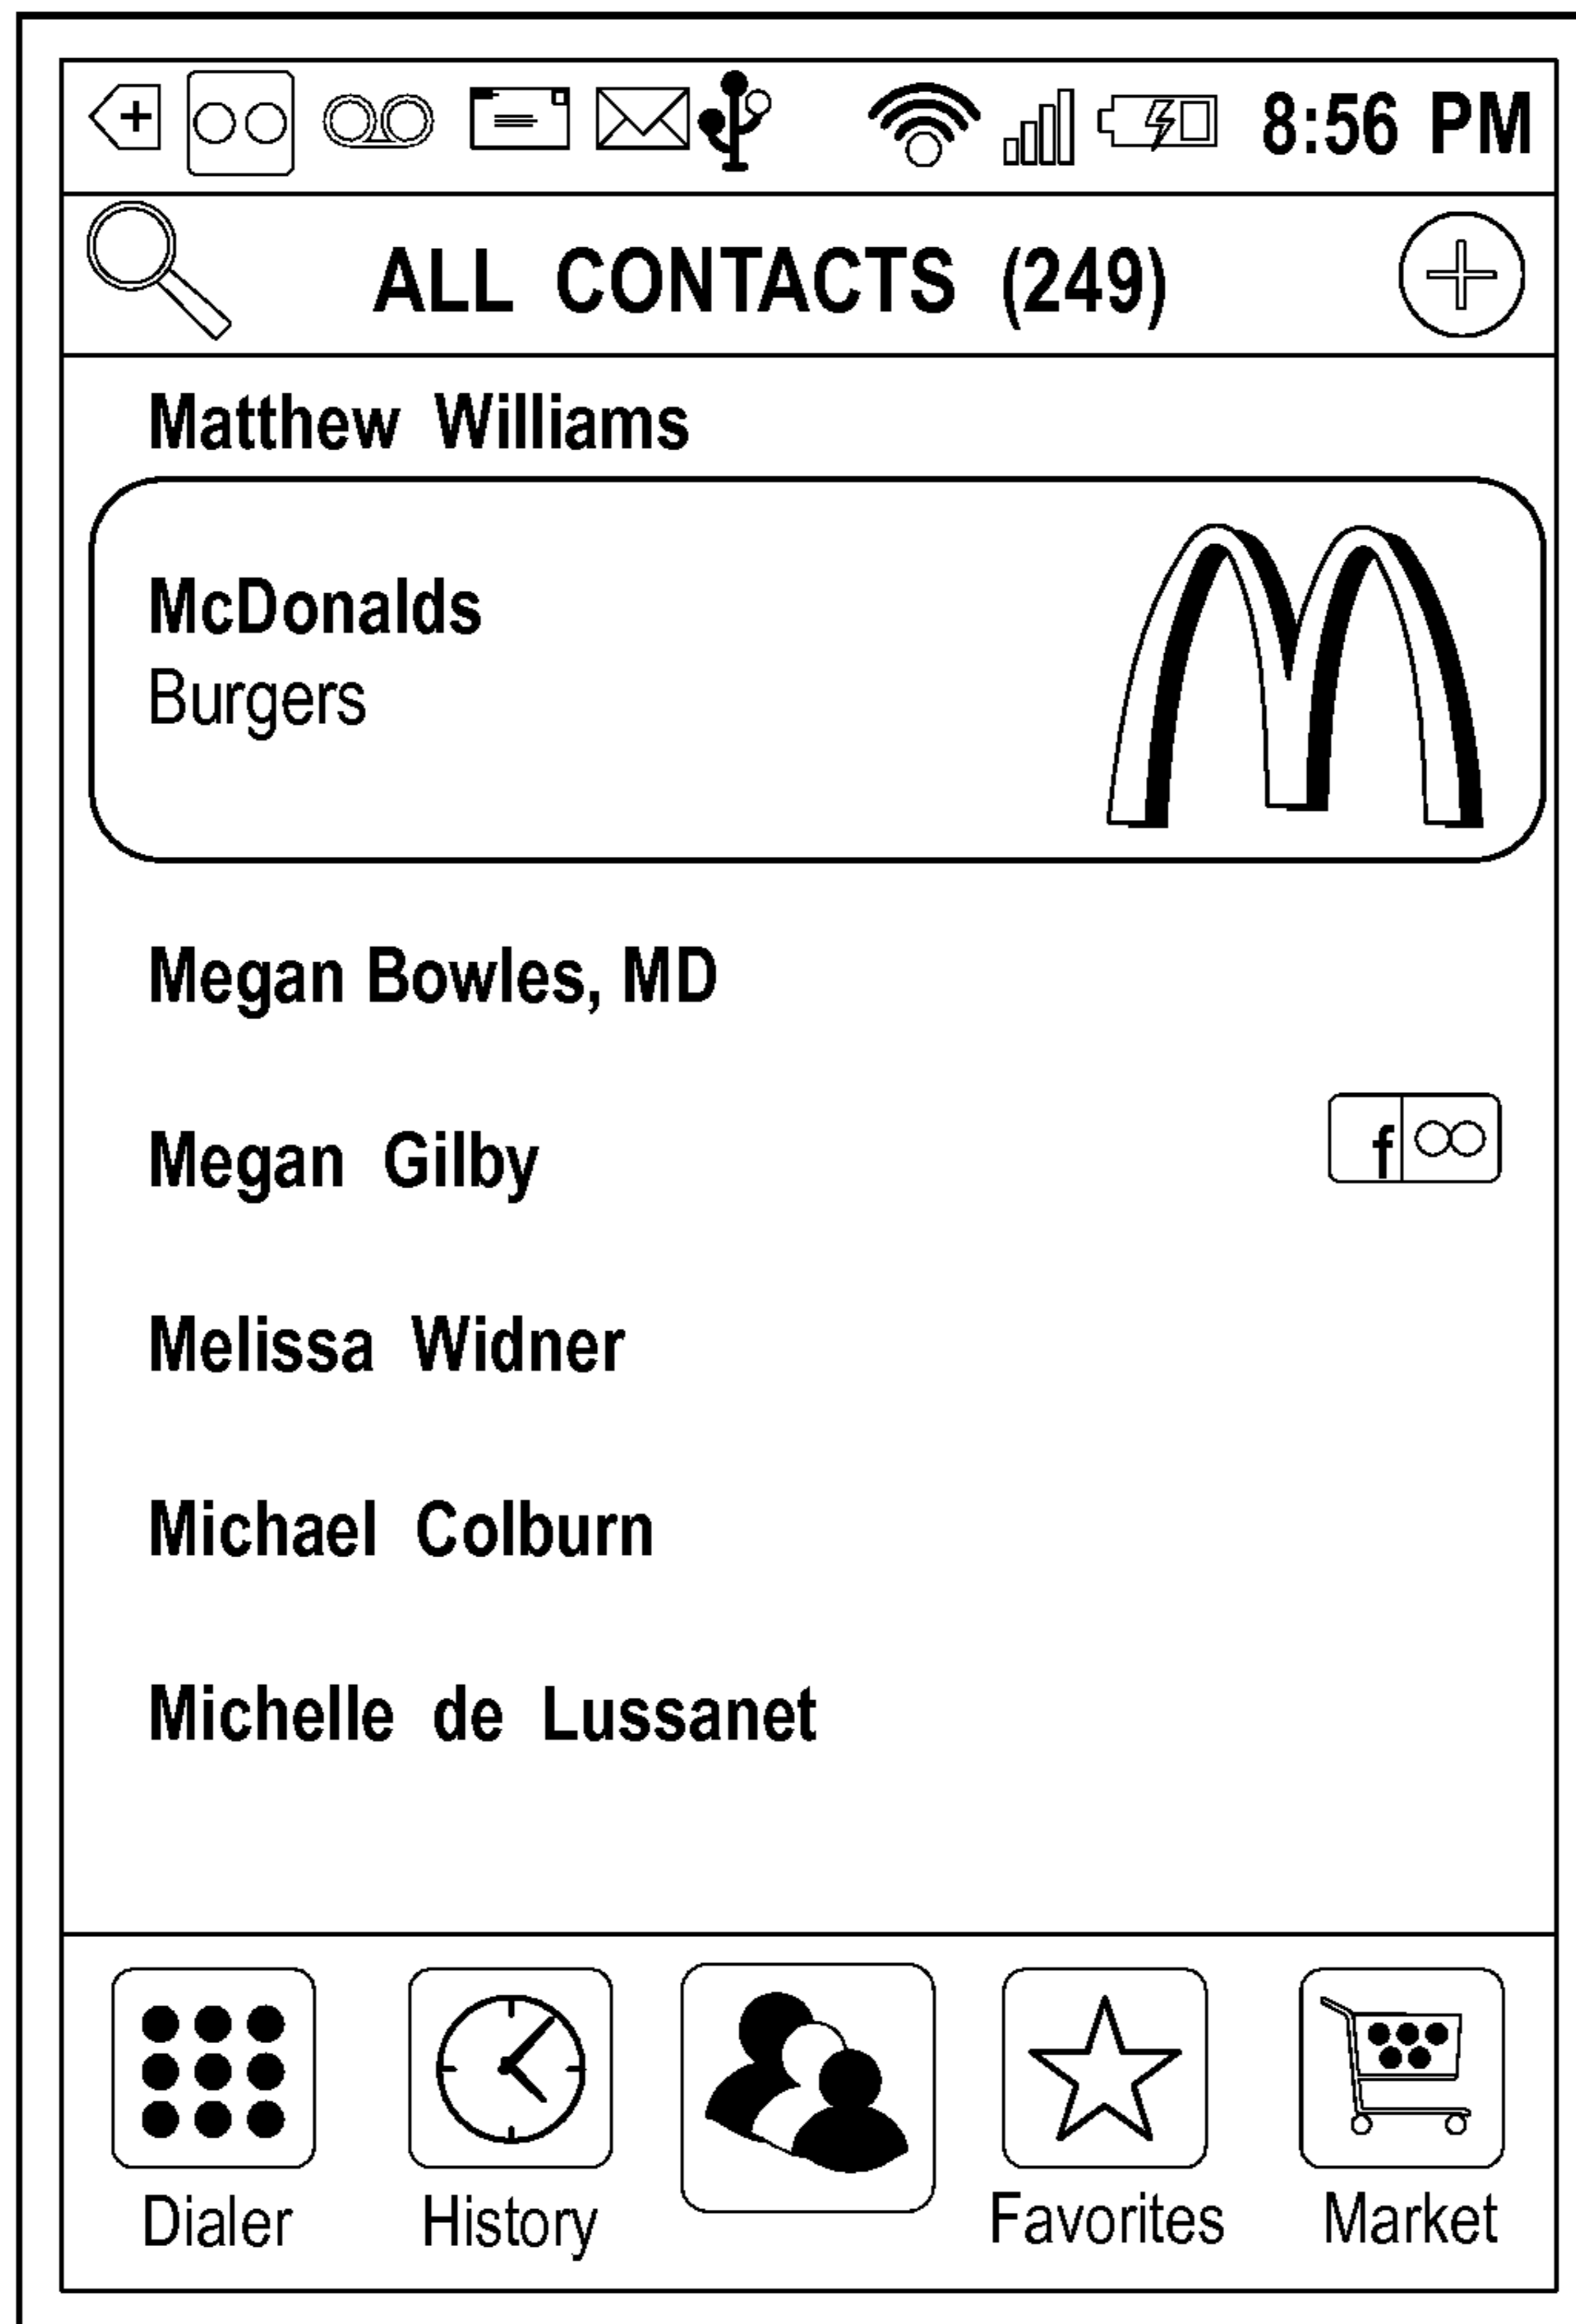 8:56 PM
ALL CONTACTS (249)
Matthew Williams
McDonalds
Burgers
Megan Bowles, MD
Megan Gilby
f
Melissa Widner
Michael Colburn
Michelle de Lussanet
Dialer History Favorites Market